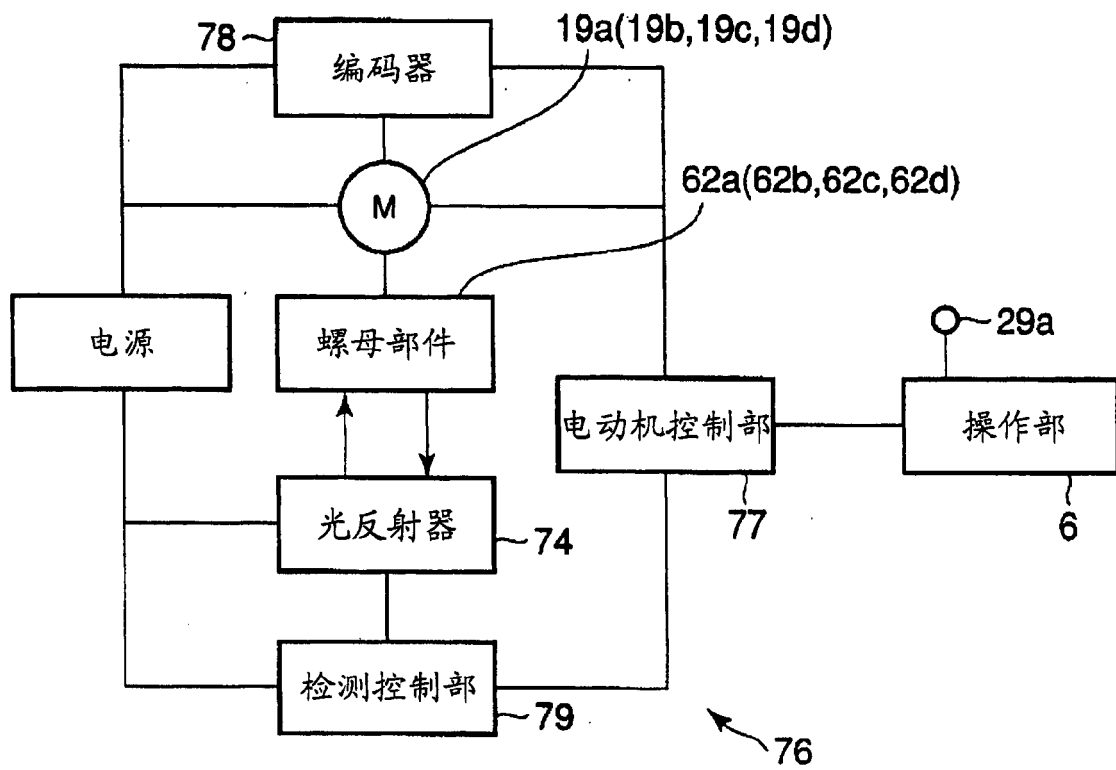 78
编码器
19a(19b,19c,19d)
M
62a(62b,62c,62d)
电源
螺母部件
29a
电动机控制部
操作部
光反射器
74
77
6
检测控制部
79
76